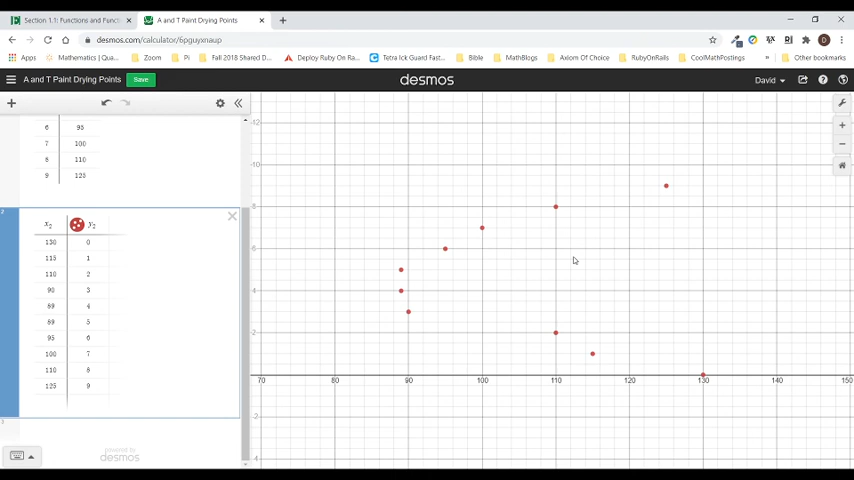 Section 1.1: Functions and Funct
A and T Paint Drying Points
desmos.com/calculator/6pguyxnaup
Apps
Mathematics | Qua...
Zoom
Pi
Fall 2018 Shared D...
Deploy Ruby On Ra...
Tetra Ick Guard Fast...
Bible
MathBlogs
Axiom Of Choice
RubyOnRails
CoolMathPostings
»
Other bookmarks
A and T Paint Drying Points
Save
desmos
David
6 95
7 100
8 110
9 125
2
x₂ y₂
130 0
115 1
110 2
90 3
89 4
89 5
95 6
100 7
110 8
125 9
3
powered by
desmos
12
10
8
6
4
2
70 80 90 100 110 120 130 140 150
-2
-4